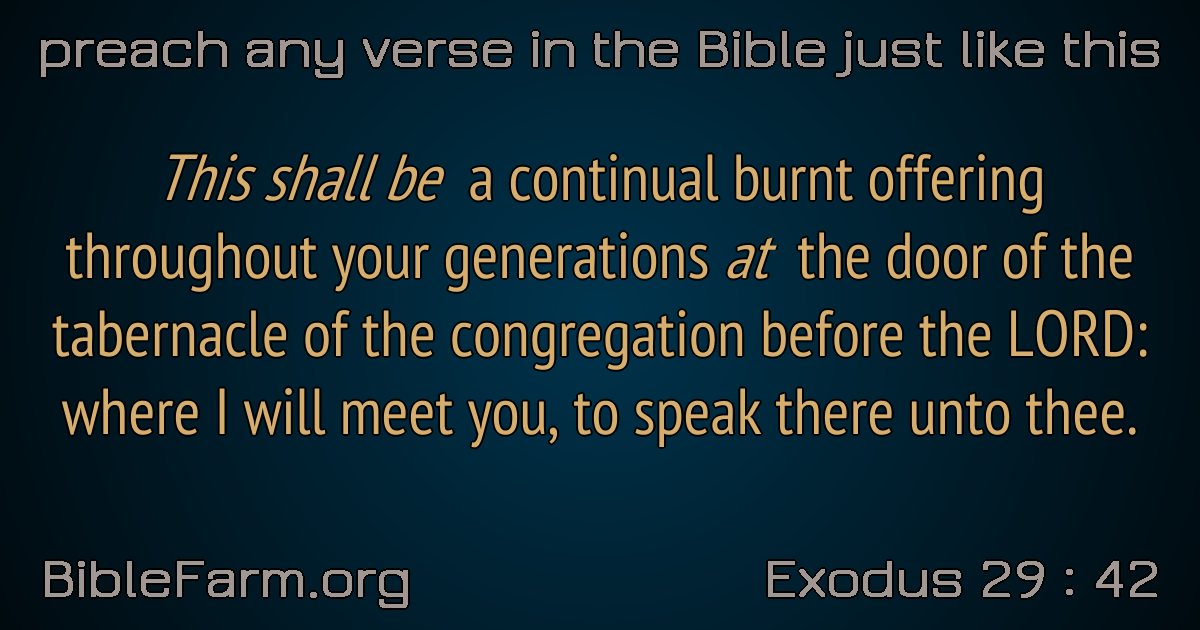 preach any verse in the Bible just like this
This shall be a continual burnt offering
throughout your generations at the door of the
tabernacle of the congregation before the LORD:
where I will meet you, to speak there unto thee.
BibleFarm.org
Exodus 29 : 42